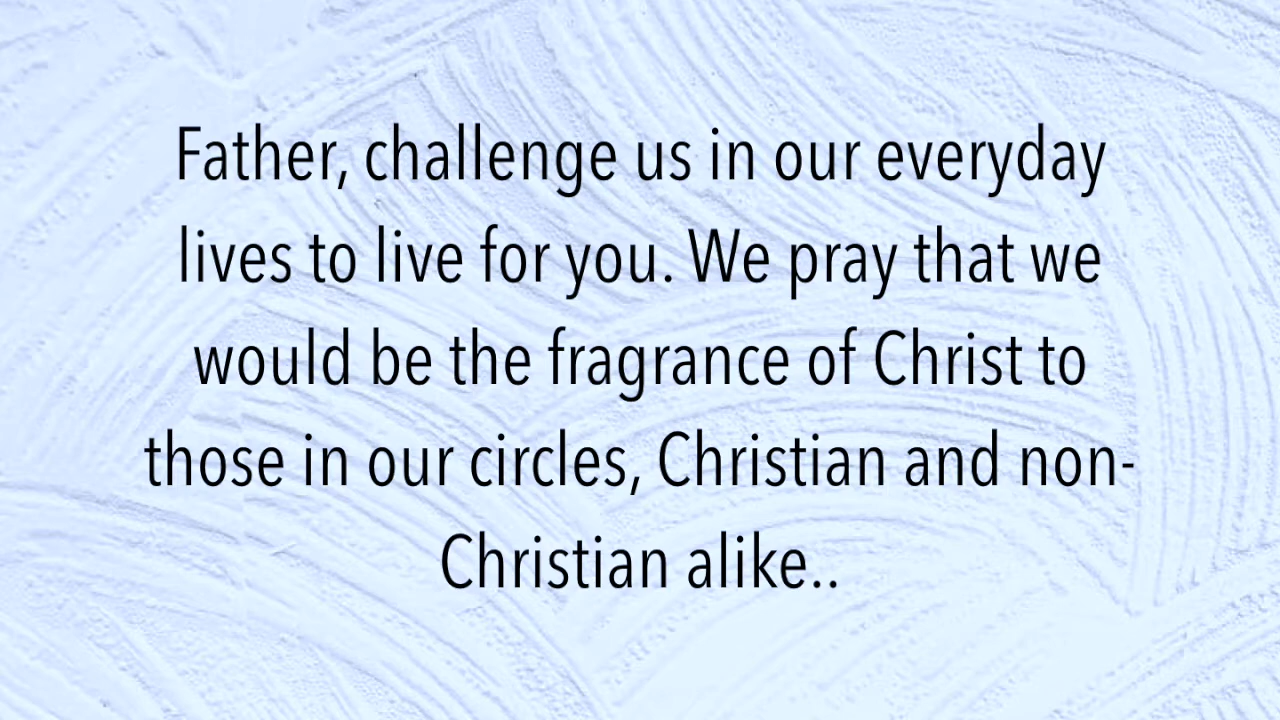 Father, challenge us in our everyday
lives to live for you. We pray that we
would be the fragrance of Christ to
those in our circles, Christian and non-
Christian alike..